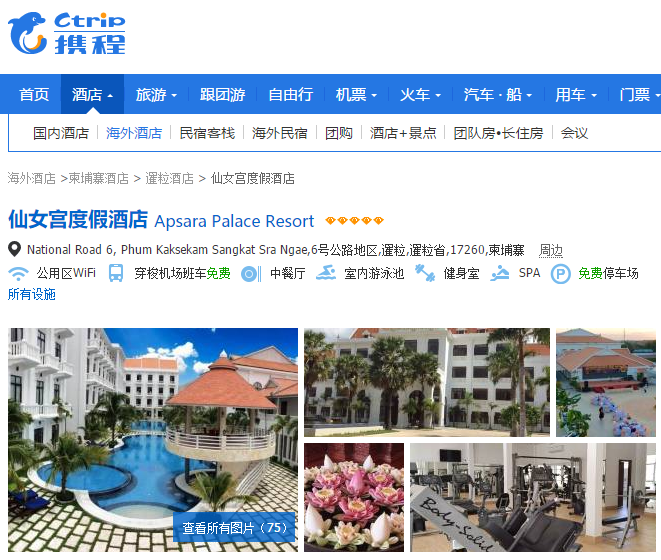 Ctrip
携程
首页 酒店 旅游 跟团游 自由行 机票 火车 汽车·船 用车 门票
国内酒店 海外酒店 民宿客栈 海外民宿 团购 酒店+景点 团队房•长住房 会议
海外酒店 >柬埔寨酒店 > 暹粒酒店 > 仙女宫度假酒店
仙女宫度假酒店 Apsara Palace Resort
National Road 6, Phum Kaksekam Sangkat Sra Ngae,6号公路地区,暹粒,暹粒省,17260,柬埔寨 周边
公用区WiFi 穿梭机场班车免费 中餐厅 室内游泳池 健身室 SPA 免费停车场
所有设施
查看所有图片（75）
Body-Solid